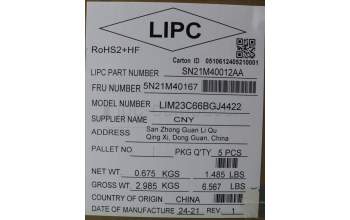 LIPC
RoHS2+HF
Carton ID 0510612405210001
LIPC PART NUMBER SN21M40012AA
FRU NUMBER 5N21M40167
MODEL NUMBER LIM23C66BGJ4422
SUPPLIER NAME CNY
ADDRESS San Zhong Guan Li Qu
Qing Xi, Dong Guan, China
PALLET NO PKG Q'TY 5 PCS
NET WT. 0.675 KGS 1.485 LBS
GROSS WT. 2.985 KGS 6.567 LBS
COUNTRY OF ORIGIN CHINA
DATE OF MANUFACTURE 24-21 REV 1